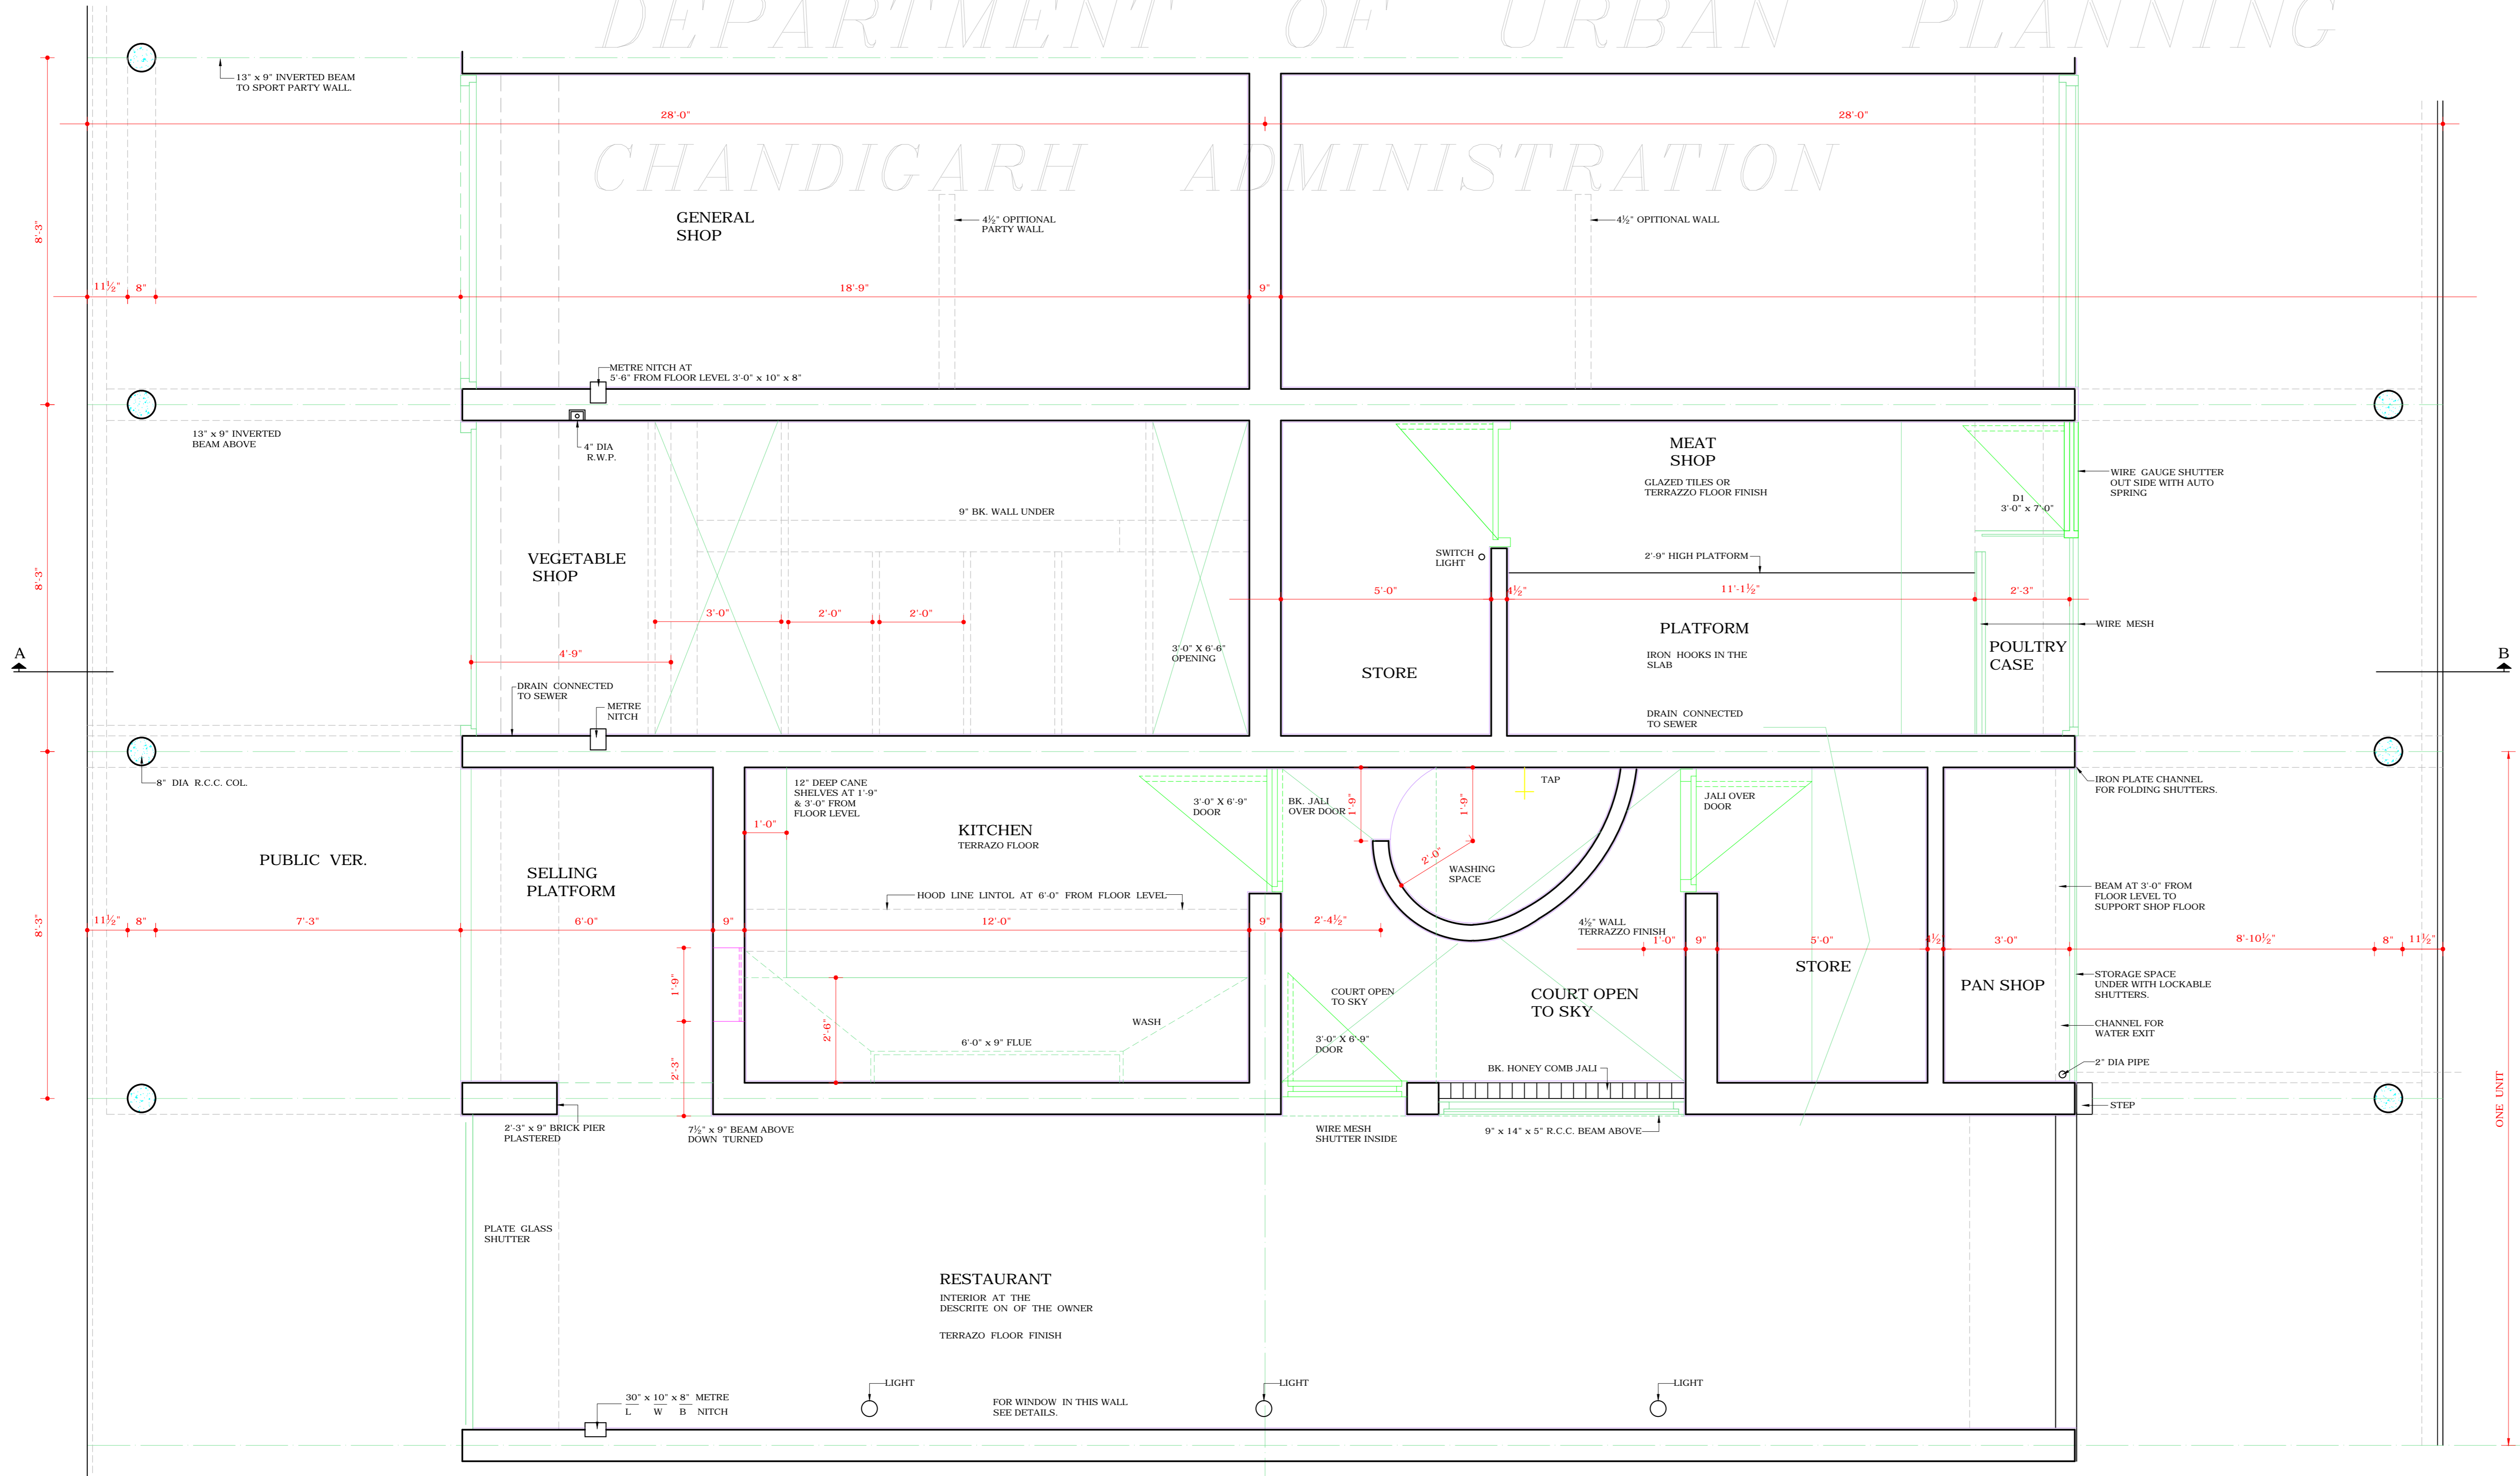 DEPARTMENT OF URBAN PLANNING
CHANDIGARH ADMINISTRATION
13" x 9" INVERTED BEAM
TO SPORT PARTY WALL.
28'-0"
28'-0"
8'-3"
GENERAL
SHOP
4½" OPITIONAL
PARTY WALL
4½" OPITIONAL WALL
11½"
8"
18'-9"
9"
METRE NITCH AT
5'-6" FROM FLOOR LEVEL 3'-0" x 10" x 8"
13" x 9" INVERTED
BEAM ABOVE
4" DIA
R.W.P.
MEAT
SHOP
GLAZED TILES OR
TERRAZZO FLOOR FINISH
WIRE GAUGE SHUTTER
OUT SIDE WITH AUTO
SPRING
D1
3'-0" x 7'-0"
9" BK. WALL UNDER
VEGETABLE
SHOP
8'-3"
SWITCH
LIGHT
2'-9" HIGH PLATFORM
5'-0"
4½"
11'-1½"
2'-3"
3'-0"
2'-0"
2'-0"
WIRE MESH
PLATFORM
IRON HOOKS IN THE
SLAB
A
4'-9"
3'-0" X 6'-6"
OPENING
STORE
POULTRY
CASE
B
DRAIN CONNECTED
TO SEWER
METRE
NITCH
DRAIN CONNECTED
TO SEWER
8" DIA R.C.C. COL.
12" DEEP CANE
SHELVES AT 1'-9"
& 3'-0" FROM
FLOOR LEVEL
3'-0" X 6'-9"
DOOR
BK. JALI
OVER DOOR
1'-9"
1'-9"
TAP
JALI OVER
DOOR
IRON PLATE CHANNEL
FOR FOLDING SHUTTERS.
1'-0"
KITCHEN
TERRAZO FLOOR
PUBLIC VER.
SELLING
PLATFORM
2'-0"
WASHING
SPACE
HOOD LINE LINTOL AT 6'-0" FROM FLOOR LEVEL
BEAM AT 3'-0" FROM
FLOOR LEVEL TO
SUPPORT SHOP FLOOR
8'-3"
11½"
8"
7'-3"
6'-0"
9"
12'-0"
9"
2'-4½"
4½" WALL
TERRAZZO FINISH
1'-0"
9"
5'-0"
4½"
3'-0"
8'-10½"
8"
11½"
STORE
PAN SHOP
STORAGE SPACE
UNDER WITH LOCKABLE
SHUTTERS.
1'-9"
COURT OPEN
TO SKY
COURT OPEN
TO SKY
2'-6"
WASH
CHANNEL FOR
WATER EXIT
6'-0" x 9" FLUE
3'-0" X 6'-9"
DOOR
2'-3"
BK. HONEY COMB JALI
2" DIA PIPE
STEP
ONE UNIT
2'-3" x 9" BRICK PIER
PLASTERED
7½" x 9" BEAM ABOVE
DOWN TURNED
WIRE MESH
SHUTTER INSIDE
9" x 14" x 5" R.C.C. BEAM ABOVE
PLATE GLASS
SHUTTER
RESTAURANT
INTERIOR AT THE
DESCRITE ON OF THE OWNER
TERRAZO FLOOR FINISH
30" x 10" x 8" METRE
L W B NITCH
LIGHT
FOR WINDOW IN THIS WALL
SEE DETAILS.
LIGHT
LIGHT